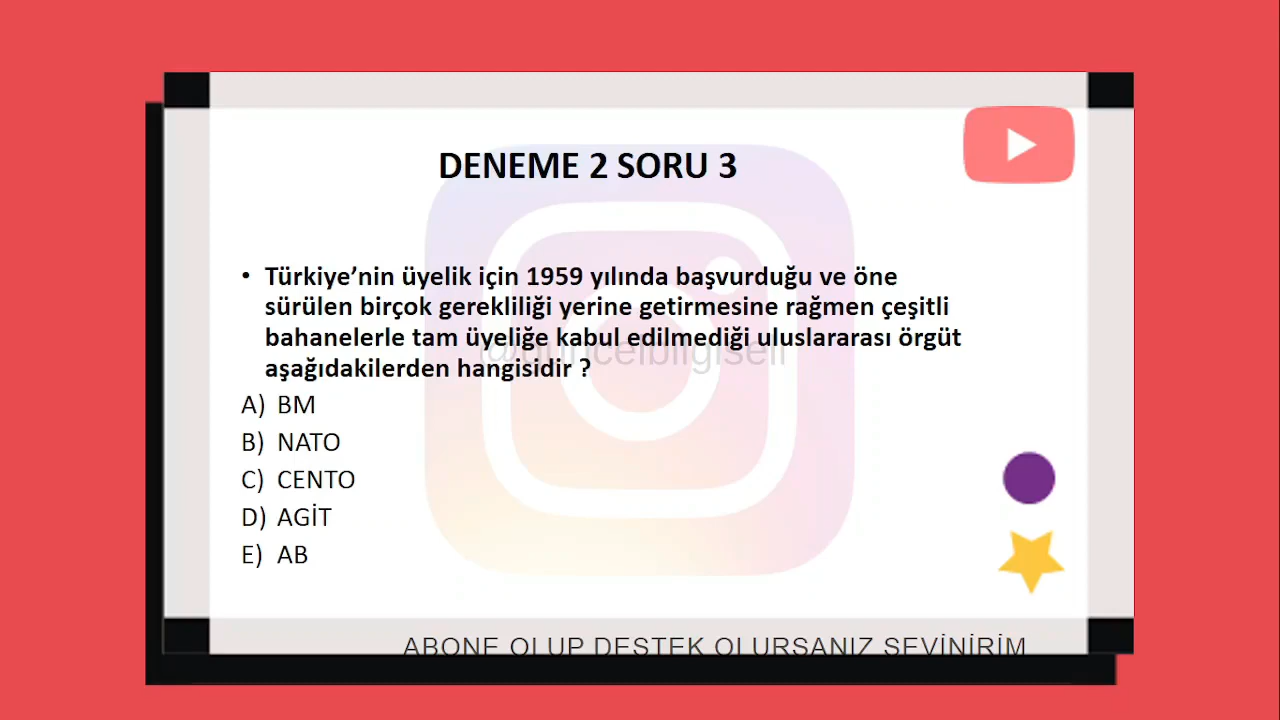 DENEME 2 SORU 3
• Türkiye’nin üyelik için 1959 yılında başvurduğu ve öne
sürülen birçok gerekliliği yerine getirmesine rağmen çeşitli
bahanelerle tam üyeliğe kabul edilmediği uluslararası örgüt
aşağıdakilerden hangisidir ?
A) BM
B) NATO
C) CENTO
D) AGİT
E) AB
ABONE OLUP DESTEK OLURSANIZ SEVİNİRİM